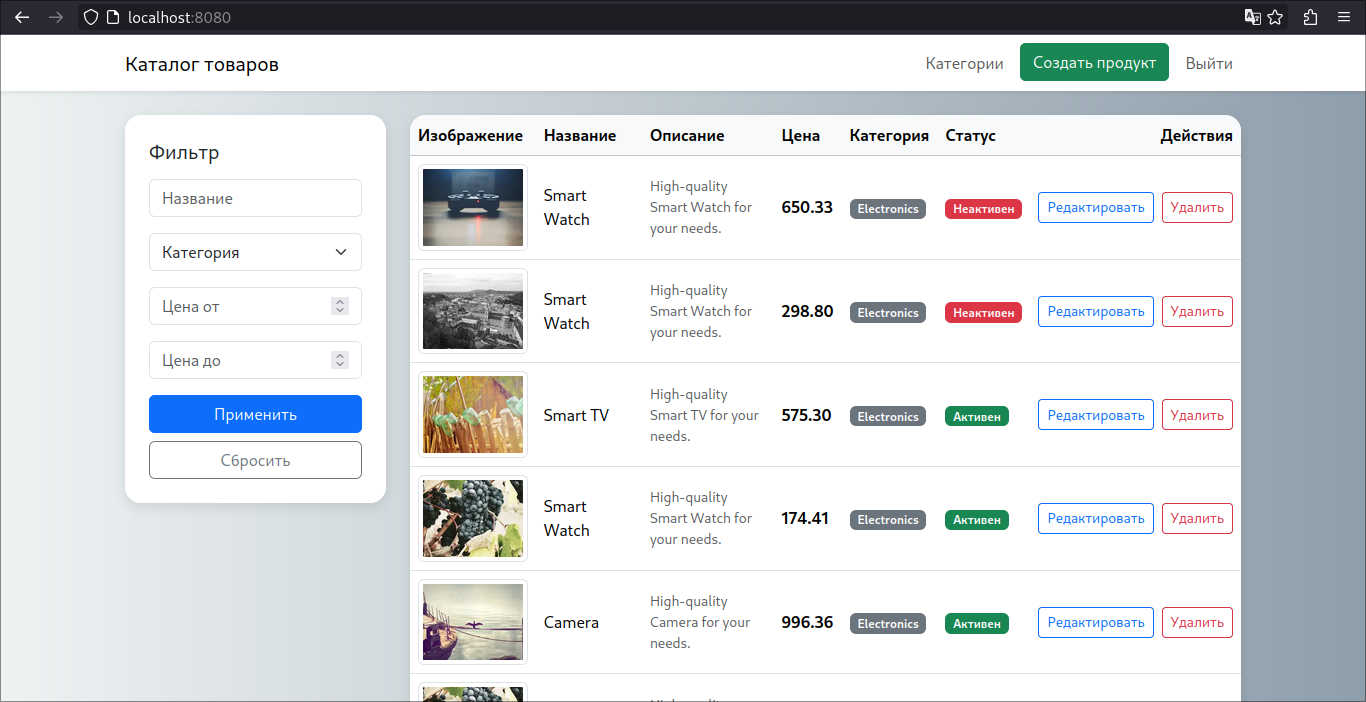 localhost:8080
Каталог товаров
Категории
Создать продукт
Выйти
Фильтр
Название
Категория
Цена от
Цена до
Применить
Сбросить
Изображение Название Описание Цена Категория Статус Действия
Smart Watch
High-quality Smart Watch for your needs.
650.33
Electronics
Неактивен
Редактировать
Удалить
Smart Watch
High-quality Smart Watch for your needs.
298.80
Electronics
Неактивен
Редактировать
Удалить
Smart TV
High-quality Smart TV for your needs.
575.30
Electronics
Активен
Редактировать
Удалить
Smart Watch
High-quality Smart Watch for your needs.
174.41
Electronics
Активен
Редактировать
Удалить
Camera
High-quality Camera for your needs.
996.36
Electronics
Активен
Редактировать
Удалить